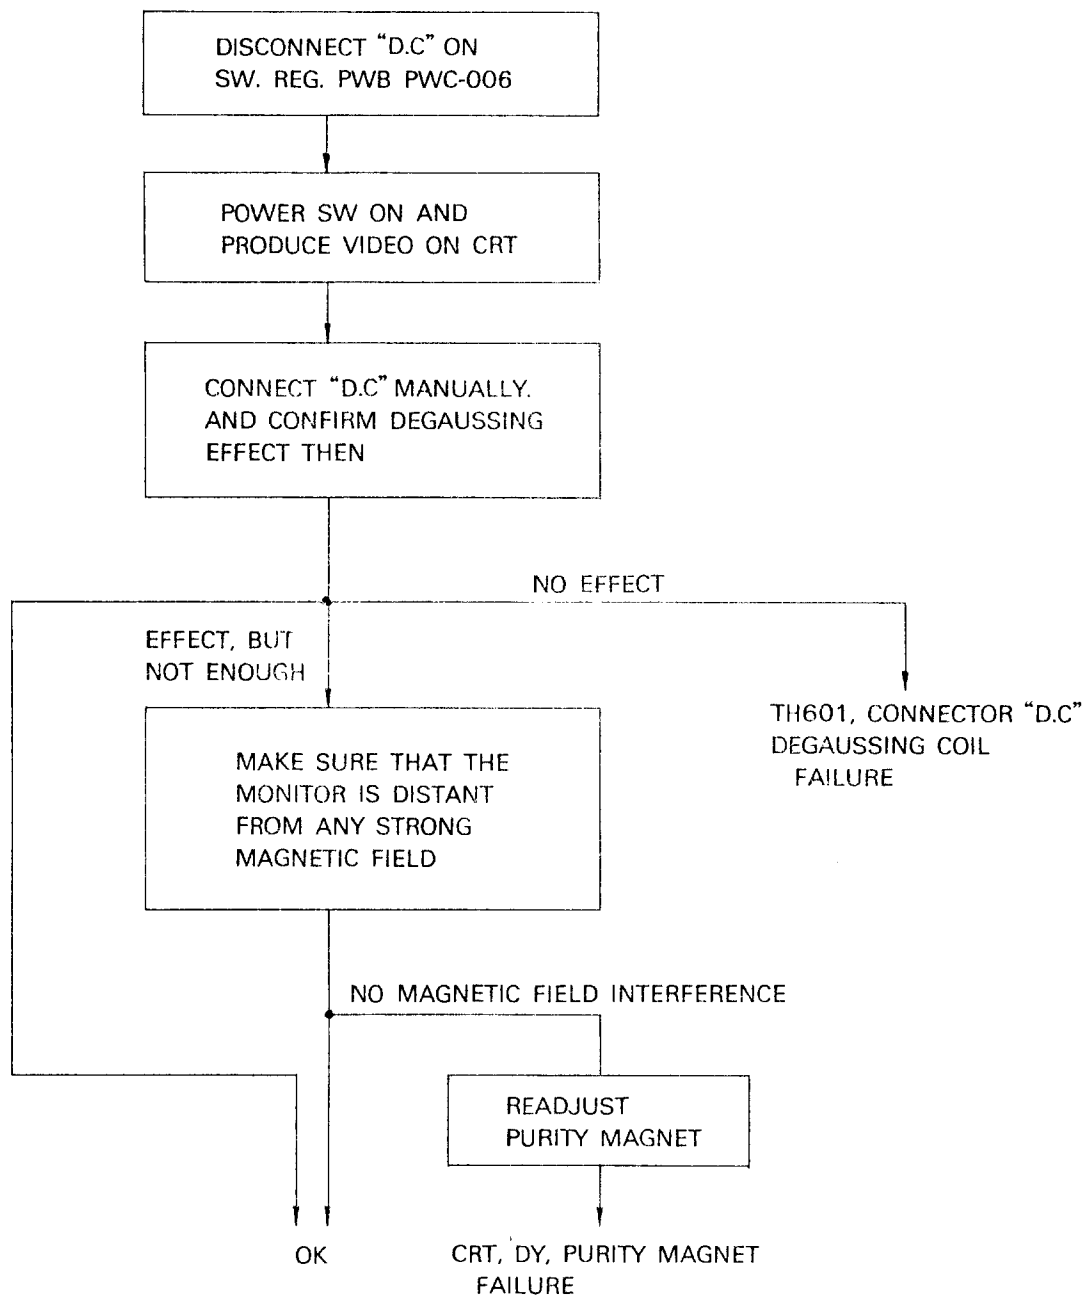 DISCONNECT “D.C” ON
SW. REG. PWB PWC-006
POWER SW ON AND
PRODUCE VIDEO ON CRT
CONNECT “D.C” MANUALLY.
AND CONFIRM DEGAUSSING
EFFECT THEN
NO EFFECT
EFFECT, BUT
NOT ENOUGH
TH601, CONNECTOR “D.C”
DEGAUSSING COIL
FAILURE
MAKE SURE THAT THE
MONITOR IS DISTANT
FROM ANY STRONG
MAGNETIC FIELD
NO MAGNETIC FIELD INTERFERENCE
READJUST
PURITY MAGNET
OK
CRT, DY, PURITY MAGNET
FAILURE